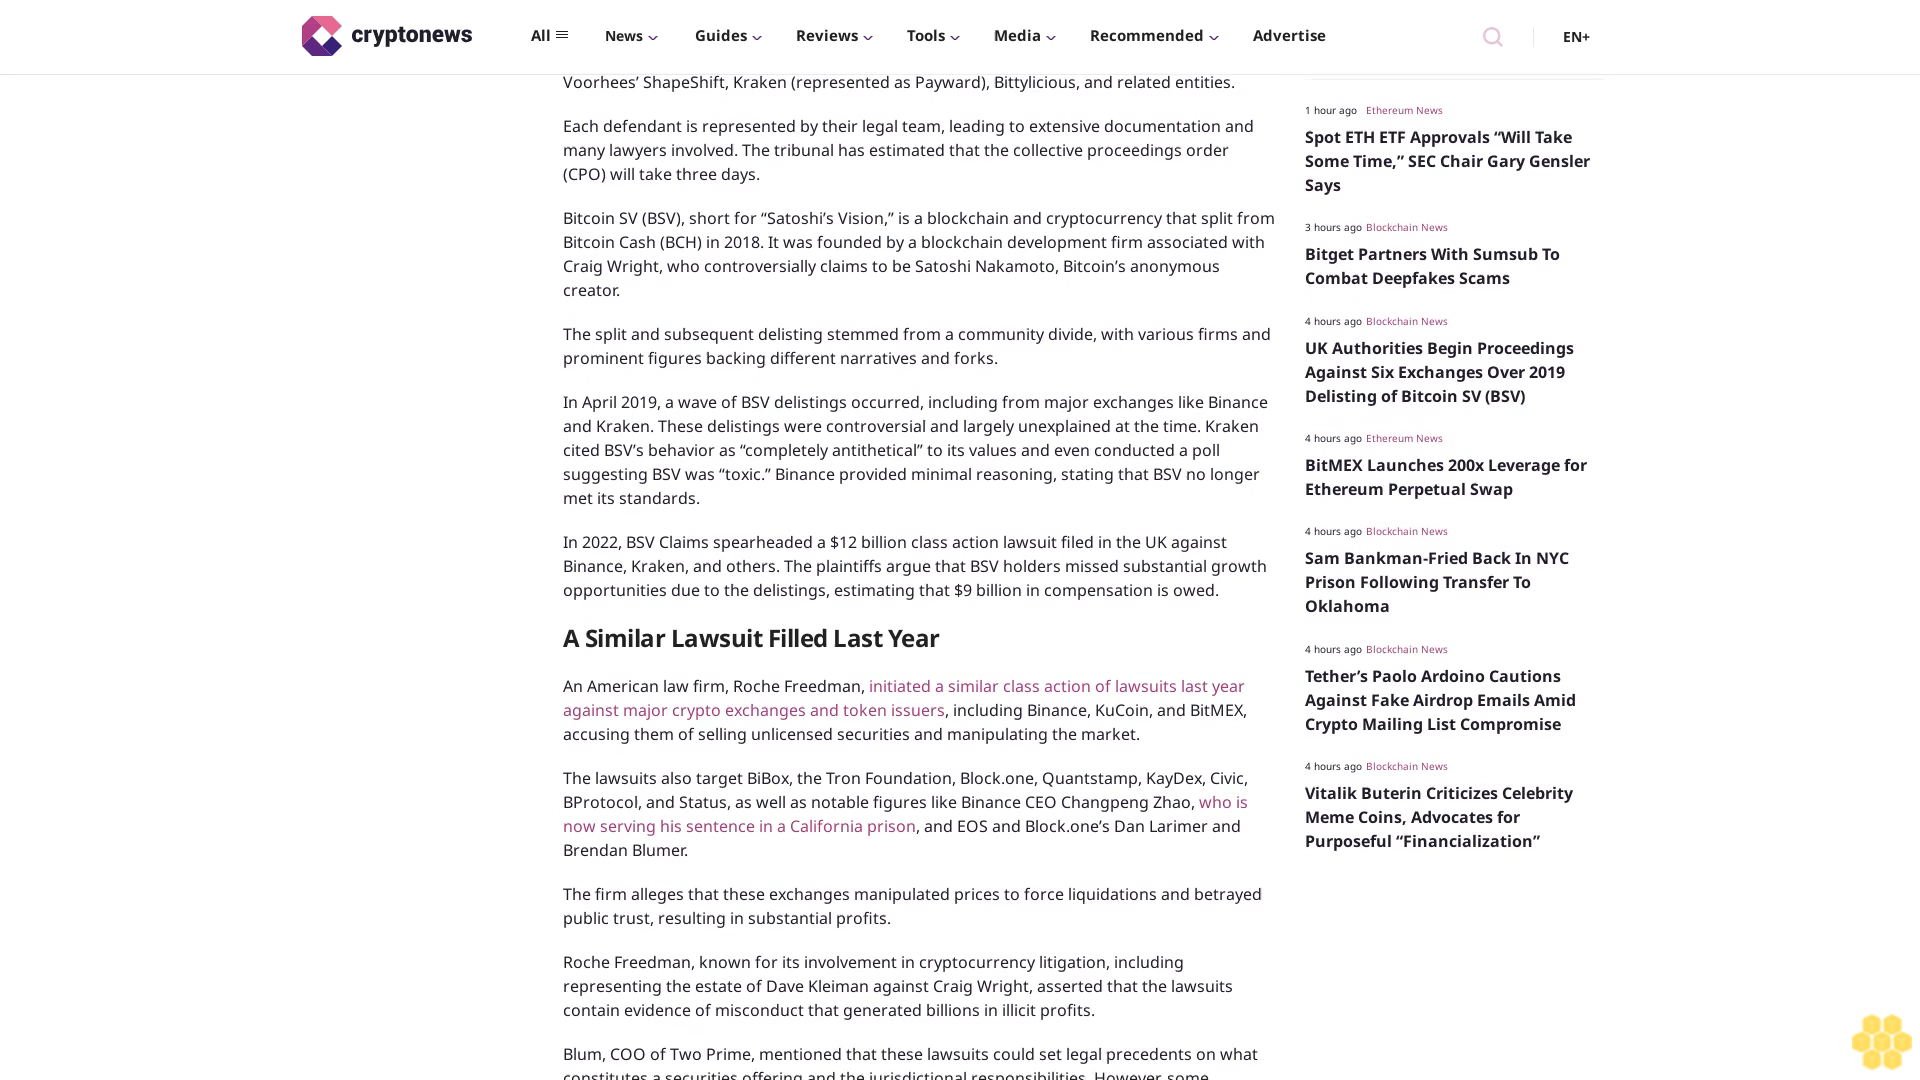 cryptonews
All
News
Guides
Reviews
Tools
Media
Recommended
Advertise
EN+
Voorhees’ ShapeShift, Kraken (represented as Payward), Bittylicious, and related entities.
Each defendant is represented by their legal team, leading to extensive documentation and
many lawyers involved. The tribunal has estimated that the collective proceedings order
(CPO) will take three days.
Bitcoin SV (BSV), short for “Satoshi’s Vision,” is a blockchain and cryptocurrency that split from
Bitcoin Cash (BCH) in 2018. It was founded by a blockchain development firm associated with
Craig Wright, who controversially claims to be Satoshi Nakamoto, Bitcoin’s anonymous
creator.
The split and subsequent delisting stemmed from a community divide, with various firms and
prominent figures backing different narratives and forks.
In April 2019, a wave of BSV delistings occurred, including from major exchanges like Binance
and Kraken. These delistings were controversial and largely unexplained at the time. Kraken
cited BSV’s behavior as “completely antithetical” to its values and even conducted a poll
suggesting BSV was “toxic.” Binance provided minimal reasoning, stating that BSV no longer
met its standards.
In 2022, BSV Claims spearheaded a $12 billion class action lawsuit filed in the UK against
Binance, Kraken, and others. The plaintiffs argue that BSV holders missed substantial growth
opportunities due to the delistings, estimating that $9 billion in compensation is owed.
A Similar Lawsuit Filled Last Year
An American law firm, Roche Freedman, initiated a similar class action of lawsuits last year
against major crypto exchanges and token issuers, including Binance, KuCoin, and BitMEX,
accusing them of selling unlicensed securities and manipulating the market.
The lawsuits also target BiBox, the Tron Foundation, Block.one, Quantstamp, KayDex, Civic,
BProtocol, and Status, as well as notable figures like Binance CEO Changpeng Zhao, who is
now serving his sentence in a California prison, and EOS and Block.one’s Dan Larimer and
Brendan Blumer.
The firm alleges that these exchanges manipulated prices to force liquidations and betrayed
public trust, resulting in substantial profits.
Roche Freedman, known for its involvement in cryptocurrency litigation, including
representing the estate of Dave Kleiman against Craig Wright, asserted that the lawsuits
contain evidence of misconduct that generated billions in illicit profits.
Blum, COO of Two Prime, mentioned that these lawsuits could set legal precedents on what
constitutes a securities offering and the jurisdictional responsibilities. However, some
1 hour ago Ethereum News
Spot ETH ETF Approvals “Will Take
Some Time,” SEC Chair Gary Gensler
Says
3 hours ago Blockchain News
Bitget Partners With Sumsub To
Combat Deepfakes Scams
4 hours ago Blockchain News
UK Authorities Begin Proceedings
Against Six Exchanges Over 2019
Delisting of Bitcoin SV (BSV)
4 hours ago Ethereum News
BitMEX Launches 200x Leverage for
Ethereum Perpetual Swap
4 hours ago Blockchain News
Sam Bankman-Fried Back In NYC
Prison Following Transfer To
Oklahoma
4 hours ago Blockchain News
Tether’s Paolo Ardoino Cautions
Against Fake Airdrop Emails Amid
Crypto Mailing List Compromise
4 hours ago Blockchain News
Vitalik Buterin Criticizes Celebrity
Meme Coins, Advocates for
Purposeful “Financialization”